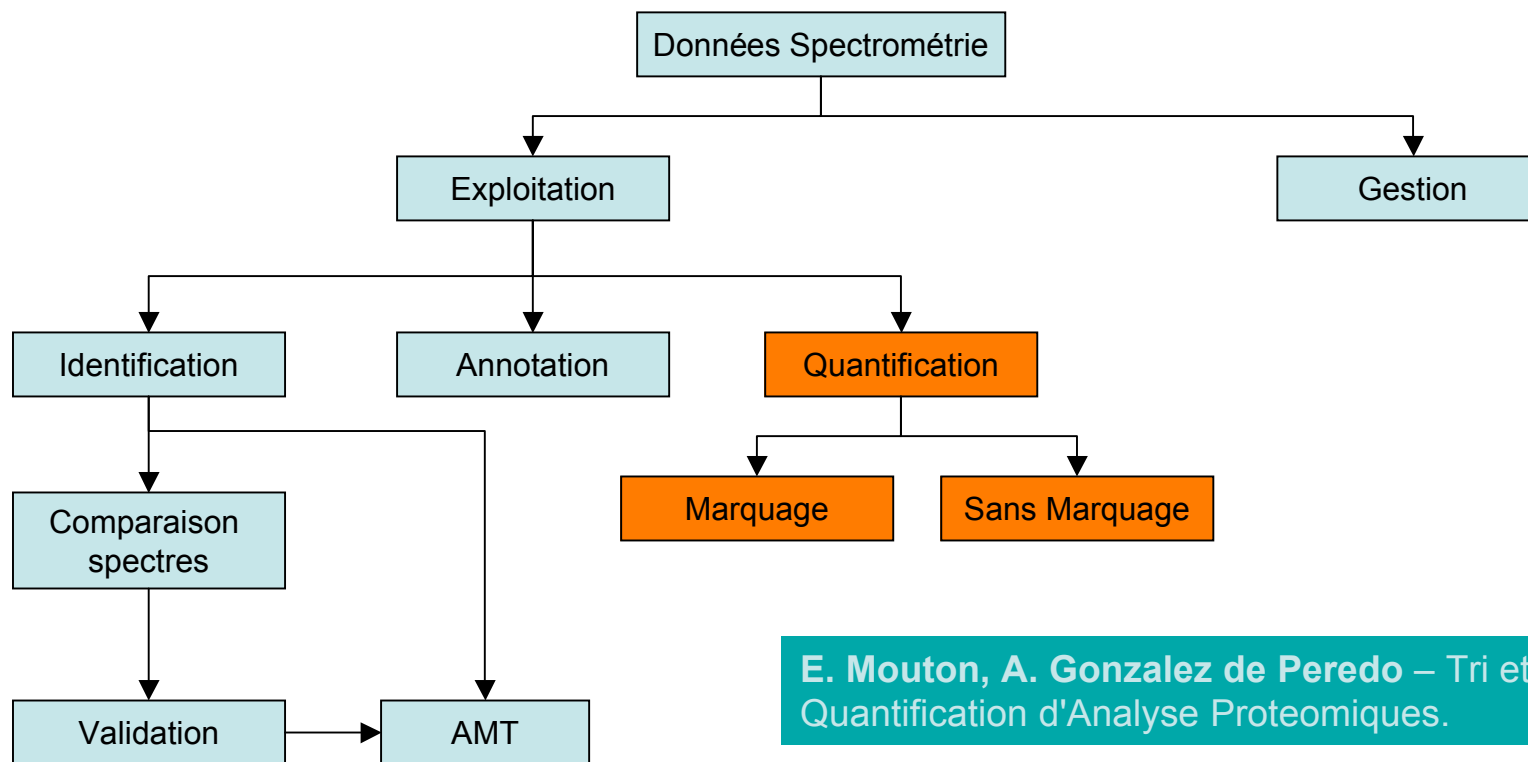 Données Spectrométrie
Exploitation
Gestion
Identification
Annotation
Quantification
Marquage
Sans Marquage
Comparaison
spectres
E. Mouton, A. Gonzalez de Peredo – Tri et
Quantification d'Analyse Proteomiques.
Validation
AMT